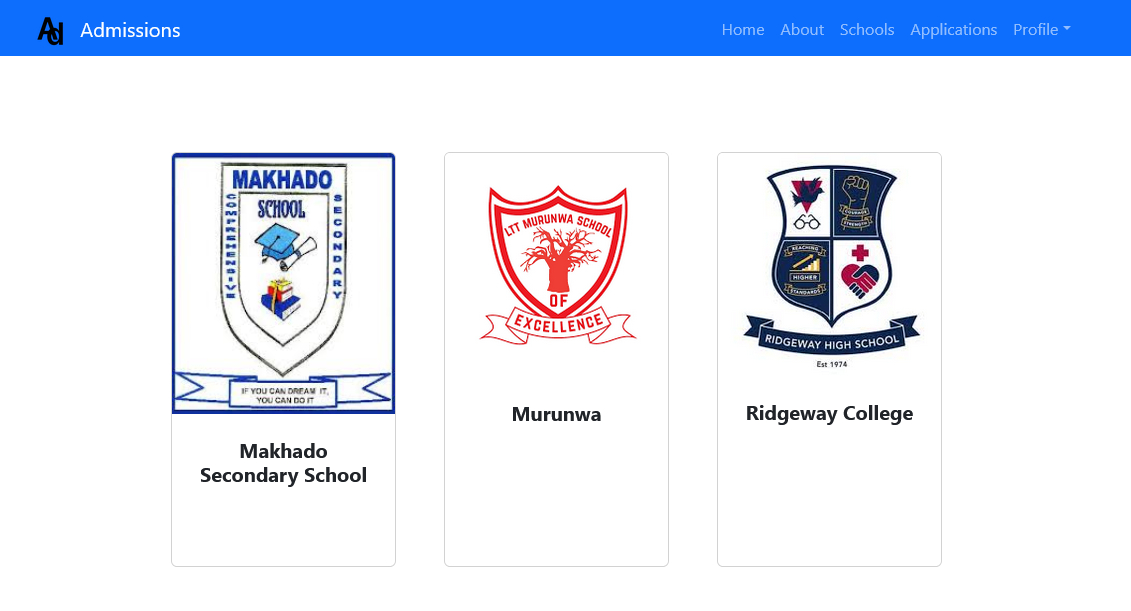 Ad Admissions Home About Schools Applications Profile
MAKHADO
COMPREHENSIVE
SCHOOL
SECONDARY
IF YOU CAN DREAM IT,
YOU CAN DO IT
Makhado
Secondary School
LTT MURUNWA SCHOOL
OF
EXCELLENCE
Murunwa
COURAGE
STRENGTH
REACHING
HIGHER
STANDARDS
RIDGEWAY HIGH SCHOOL
Est 1974
Ridgeway College